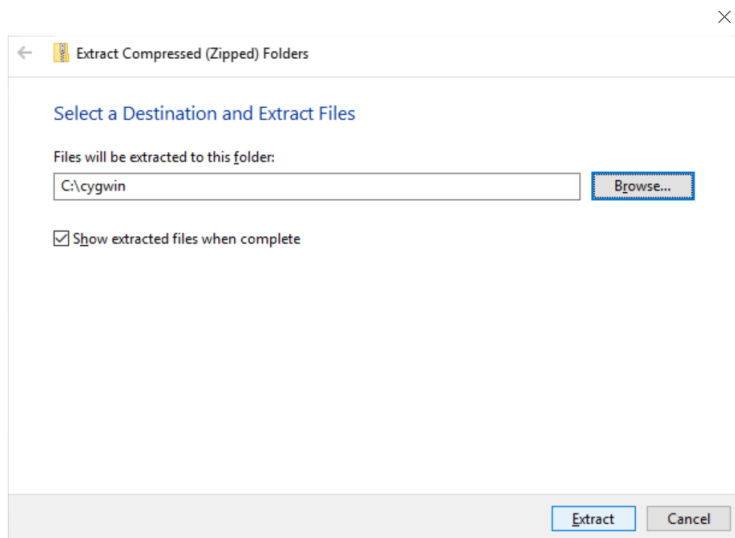 Extract Compressed (Zipped) Folders
Select a Destination and Extract Files
Files will be extracted to this folder:
C:\cygwin
Browse...
Show extracted files when complete
Extract
Cancel